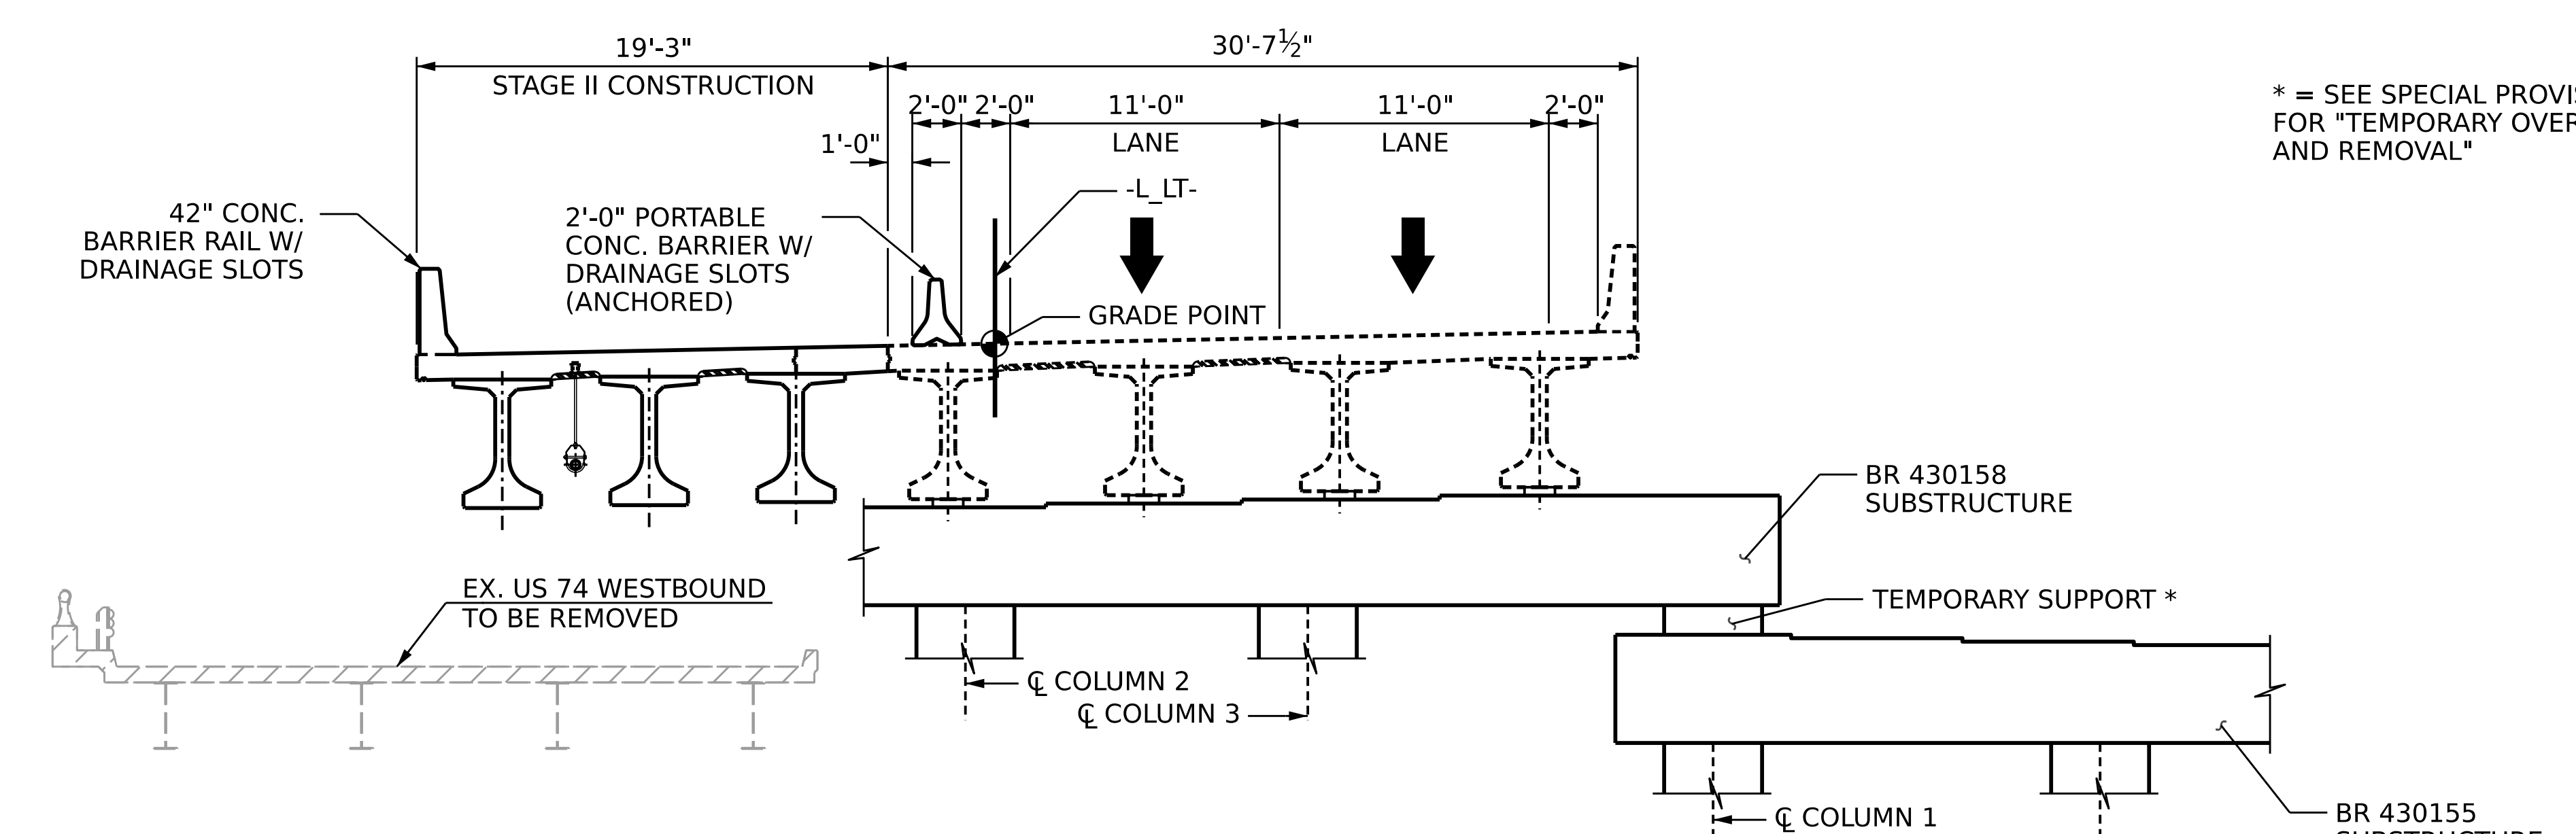 19'-3"
30'-7½"
STAGE II CONSTRUCTION
2'-0" 2'-0" 11'-0" 11'-0" 2'-0"
LANE LANE
1'-0"
* = SEE SPECIAL
FOR "TEMPORARY
AND REMOVAL"
-L_LT-
42" CONC.
BARRIER RAIL W/
DRAINAGE SLOTS
2'-0" PORTABLE
CONC. BARRIER W/
DRAINAGE SLOTS
(ANCHORED)
GRADE POINT
BR 430158
SUBSTRUCTURE
EX. US 74 WESTBOUND
TO BE REMOVED
TEMPORARY SUPPORT *
℄ COLUMN 2
℄ COLUMN 3
℄ COLUMN 1
BR 430155